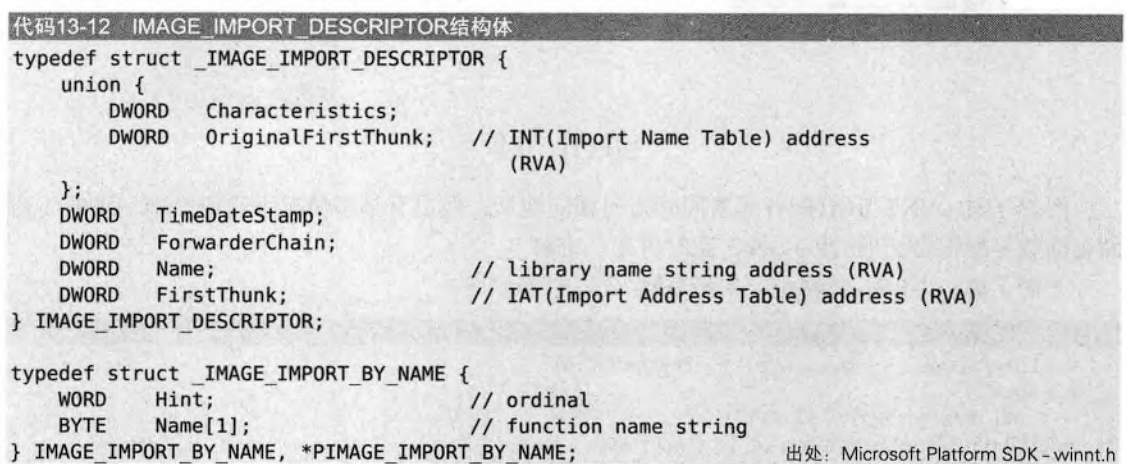 代码13-12 IMAGE_IMPORT_DESCRIPTOR结构体
typedef struct _IMAGE_IMPORT_DESCRIPTOR {
    union {
        DWORD   Characteristics;
        DWORD   OriginalFirstThunk;   // INT(Import Name Table) address
                                         (RVA)
    };
    DWORD   TimeDateStamp;
    DWORD   ForwarderChain;
    DWORD   Name;                     // library name string address (RVA)
    DWORD   FirstThunk;               // IAT(Import Address Table) address (RVA)
} IMAGE_IMPORT_DESCRIPTOR;

typedef struct _IMAGE_IMPORT_BY_NAME {
    WORD    Hint;                     // ordinal
    BYTE    Name[1];                  // function name string
} IMAGE_IMPORT_BY_NAME, *PIMAGE_IMPORT_BY_NAME;    出处：Microsoft Platform SDK - winnt.h